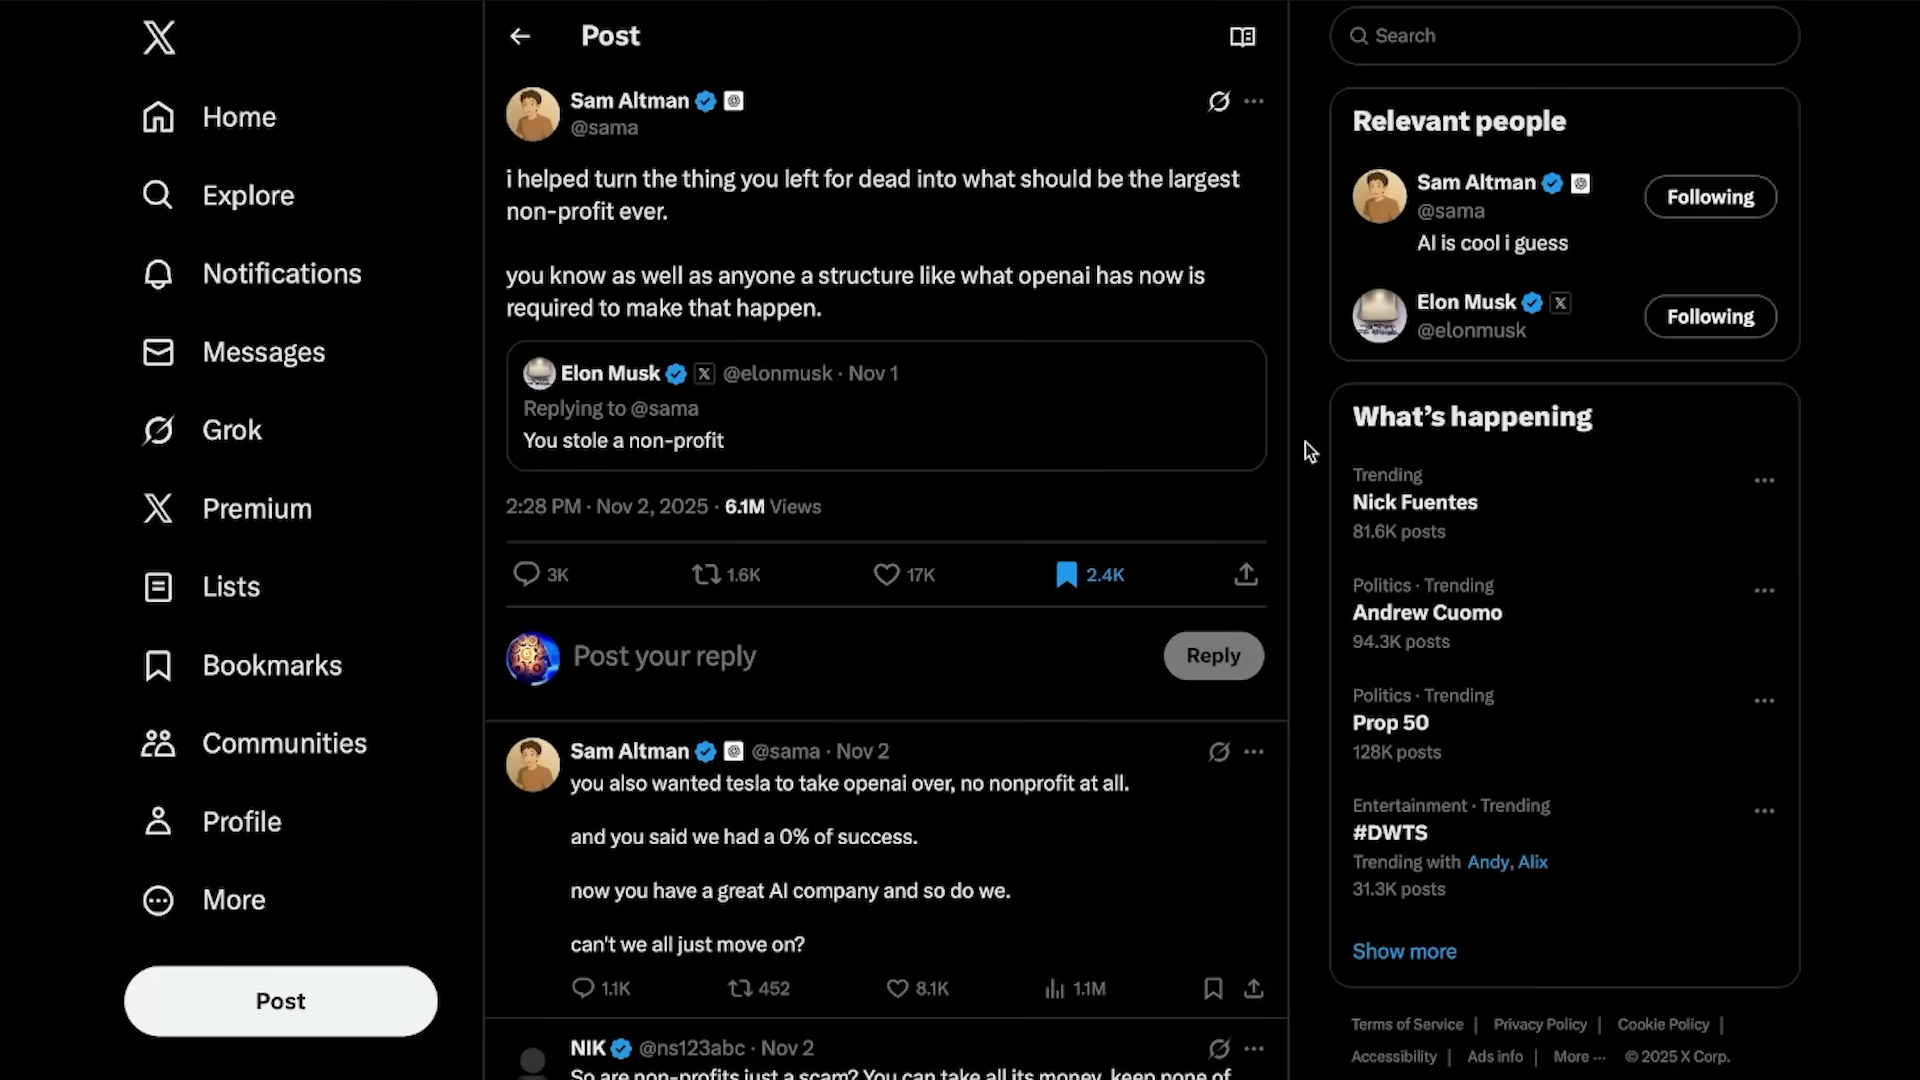 Home
Explore
Notifications
Messages
Grok
Premium
Lists
Bookmarks
Communities
Profile
More
Post
Post
Sam Altman
@sama
i helped turn the thing you left for dead into what should be the largest
non-profit ever.
you know as well as anyone a structure like what openai has now is
required to make that happen.
Elon Musk @elonmusk · Nov 1
Replying to @sama
You stole a non-profit
2:28 PM · Nov 2, 2025 · 6.1M Views
3K 1.6K 17K 2.4K
Post your reply
Reply
Sam Altman @sama · Nov 2
you also wanted tesla to take openai over, no nonprofit at all.
and you said we had a 0% of success.
now you have a great AI company and so do we.
can't we all just move on?
1.1K 452 8.1K 1.1M
NIK @ns123abc · Nov 2
So are non-profits just a scam? You can take all its money, keep none of
Search
Relevant people
Sam Altman
@sama
Following
AI is cool i guess
Elon Musk
@elonmusk
Following
What's happening
Trending
Nick Fuentes
81.6K posts
Politics · Trending
Andrew Cuomo
94.3K posts
Politics · Trending
Prop 50
128K posts
Entertainment · Trending
#DWTS
Trending with Andy, Alix
31.3K posts
Show more
Terms of Service | Privacy Policy | Cookie Policy |
Accessibility | Ads info | More ··· © 2025 X Corp.